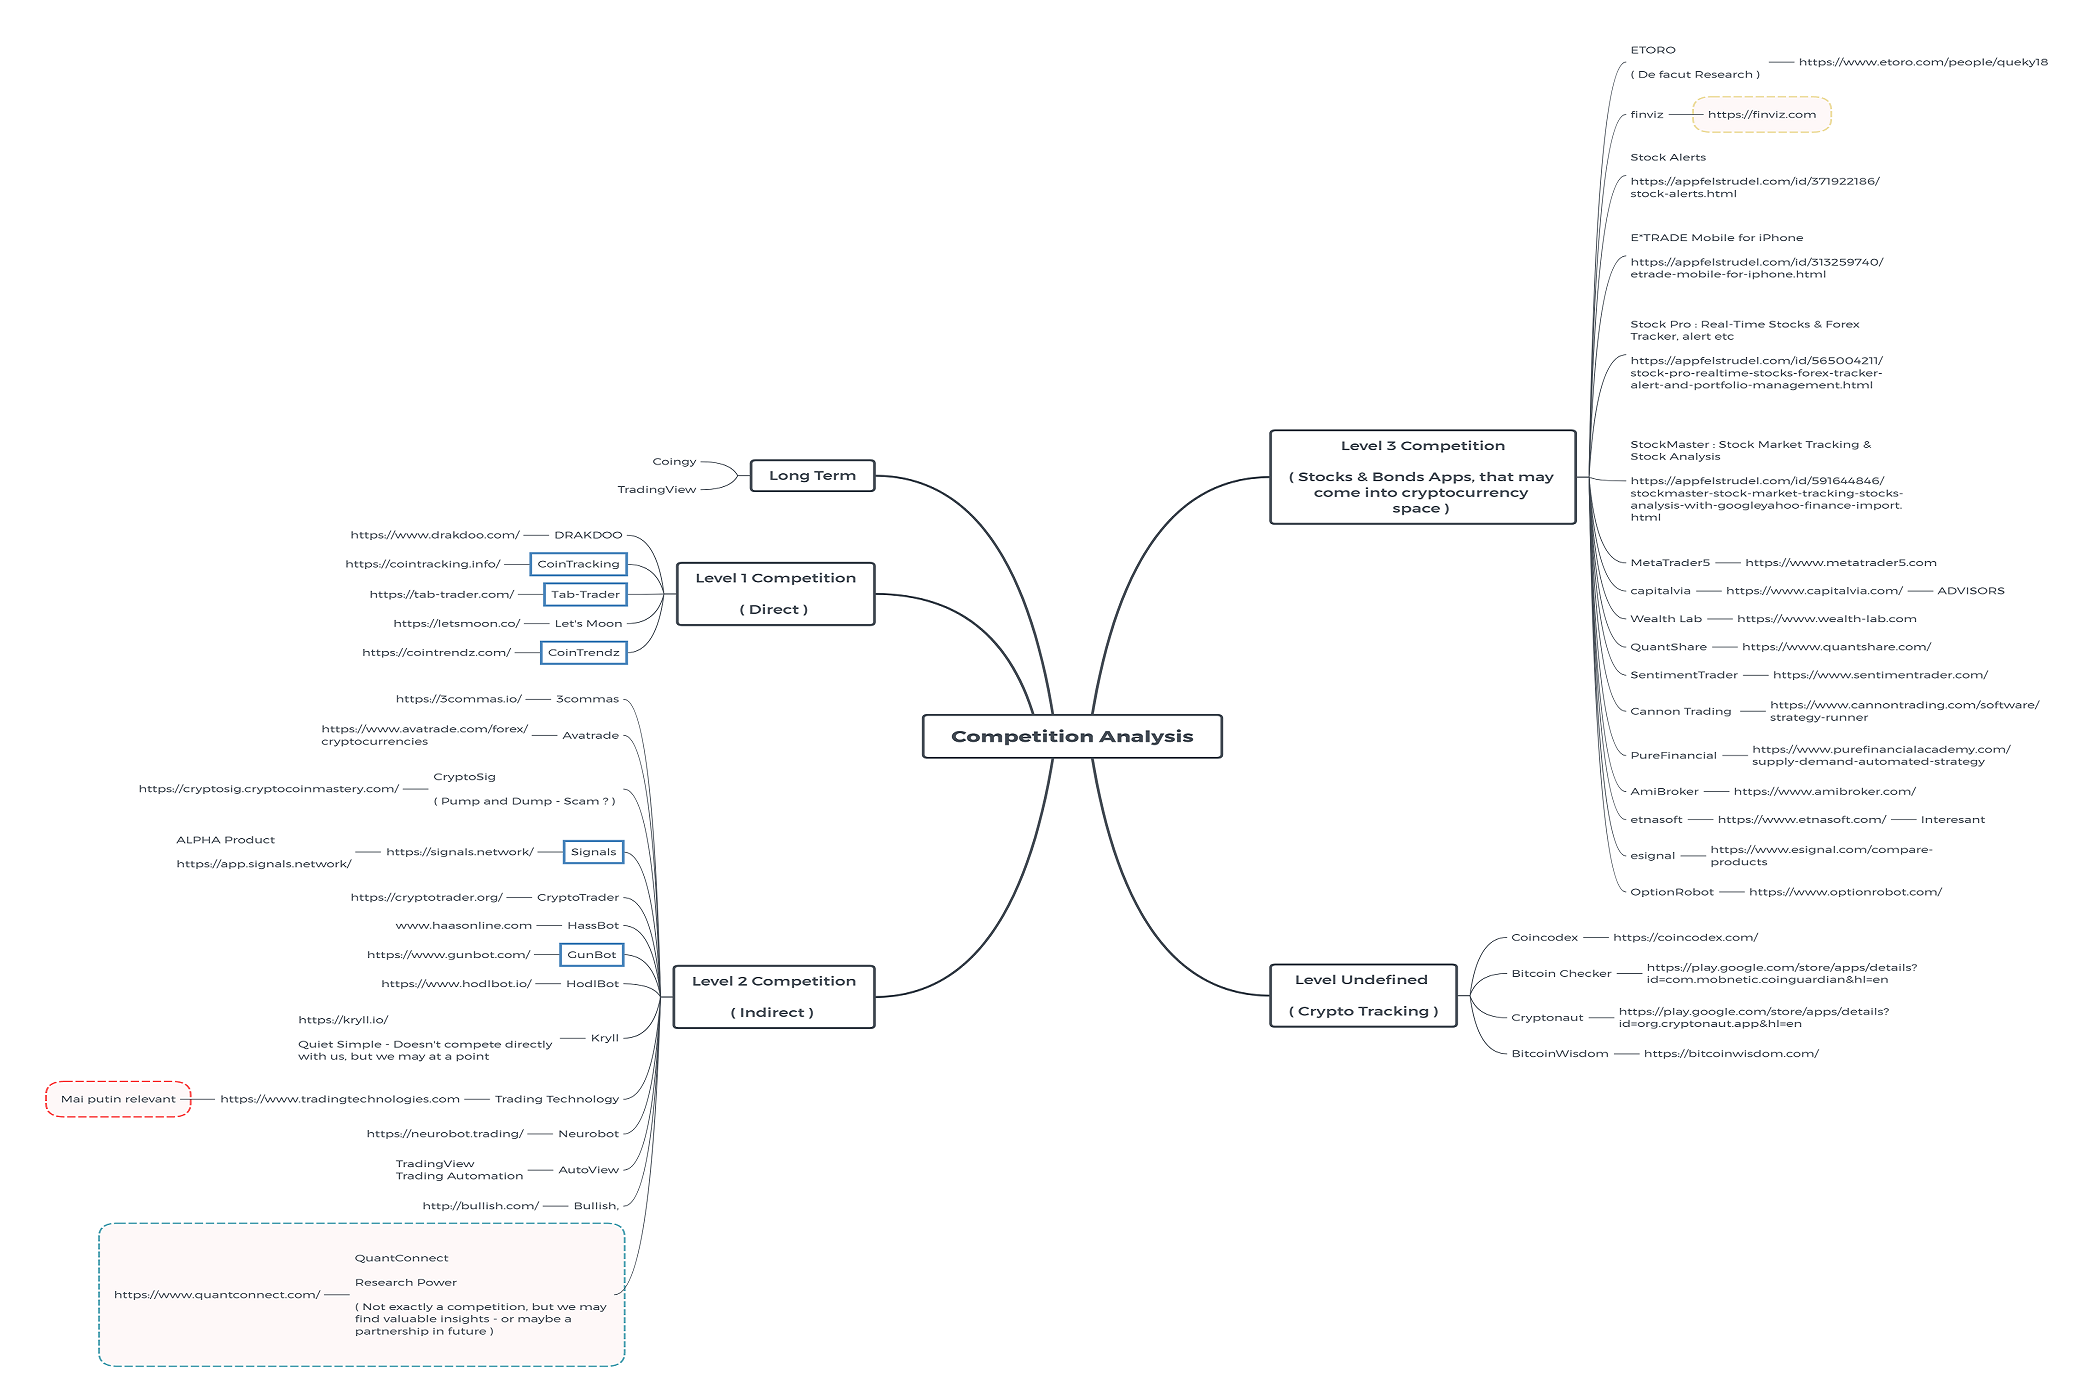 Competition Analysis
Long Term
Coingy
TradingView
Level 1 Competition
( Direct )
https://www.drakdoo.com/ DRAKDOO
https://cointracking.info/ CoinTracking
https://tab-trader.com/ Tab-Trader
https://letsmoon.co/ Let's Moon
https://cointrendz.com/ CoinTrendz
Level 2 Competition
( Indirect )
https://3commas.io/ 3commas
https://www.avatrade.com/forex/
cryptocurrencies
Avatrade
https://cryptosig.cryptocoinmastery.com/
CryptoSig
( Pump and Dump - Scam ? )
ALPHA Product
https://app.signals.network/
https://signals.network/ Signals
https://cryptotrader.org/ CryptoTrader
www.haasonline.com HassBot
https://www.gunbot.com/ GunBot
https://www.hodlbot.io/ HodlBot
https://kryll.io/
Quiet Simple - Doesn't compete directly
with us, but we may at a point
Kryll
Mai putin relevant https://www.tradingtechnologies.com Trading Technology
https://neurobot.trading/ Neurobot
TradingView
Trading Automation
AutoView
http://bullish.com/ Bullish,
https://www.quantconnect.com/
QuantConnect
Research Power
( Not exactly a competition, but we may
find valuable insights - or maybe a
partnership in future )
Level 3 Competition
( Stocks & Bonds Apps, that may
come into cryptocurrency
space )
ETORO
( De facut Research )
https://www.etoro.com/people/queky18
finviz https://finviz.com
Stock Alerts
https://appfelstrudel.com/id/371922186/
stock-alerts.html
E*TRADE Mobile for iPhone
https://appfelstrudel.com/id/313259740/
etrade-mobile-for-iphone.html
Stock Pro : Real-Time Stocks & Forex
Tracker, alert etc
https://appfelstrudel.com/id/565004211/
stock-pro-realtime-stocks-forex-tracker-
alert-and-portfolio-management.html
StockMaster : Stock Market Tracking &
Stock Analysis
https://appfelstrudel.com/id/591644846/
stockmaster-stock-market-tracking-stocks-
analysis-with-googleyahoo-finance-import.
html
MetaTrader5 https://www.metatrader5.com
capitalvia https://www.capitalvia.com/ ADVISORS
Wealth Lab https://www.wealth-lab.com
QuantShare https://www.quantshare.com/
SentimentTrader https://www.sentimentrader.com/
Cannon Trading
https://www.cannontrading.com/software/
strategy-runner
PureFinancial
https://www.purefinancialacademy.com/
supply-demand-automated-strategy
AmiBroker https://www.amibroker.com/
etnasoft https://www.etnasoft.com/ Interesant
esignal
https://www.esignal.com/compare-
products
OptionRobot https://www.optionrobot.com/
Level Undefined
( Crypto Tracking )
Coincodex https://coincodex.com/
Bitcoin Checker
https://play.google.com/store/apps/details?
id=com.mobnetic.coinguardian&hl=en
Cryptonaut
https://play.google.com/store/apps/details?
id=org.cryptonaut.app&hl=en
BitcoinWisdom https://bitcoinwisdom.com/